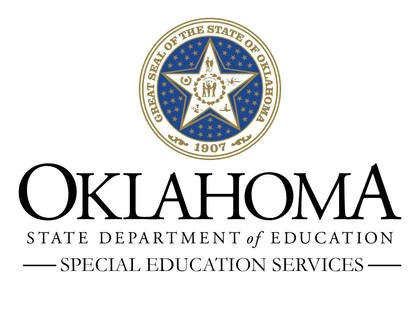 GREAT SEAL OF THE STATE OF OKLAHOMA
1907
OKLAHOMA
STATE DEPARTMENT of EDUCATION
SPECIAL EDUCATION SERVICES